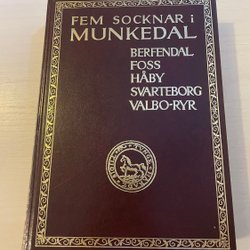 FEM SOCKNAR i
MUNKEDAL
BERFENDAL
FOSS
HÅBY
SVARTEBORG
VALBO-RYR